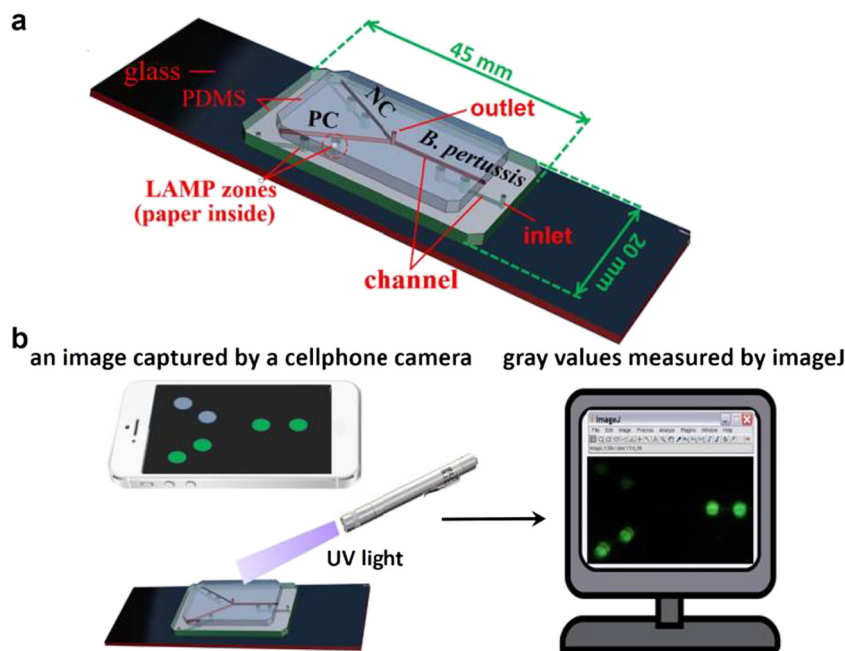 a
45 mm
glass
PDMS
NC
outlet
PC
B. pertussis
LAMP zones
(paper inside)
inlet
channel
20 mm
b
an image captured by a cellphone camera
gray values measured by imageJ
ImageJ
File Edit Image Process Analyze Plugins Window Help
UV light